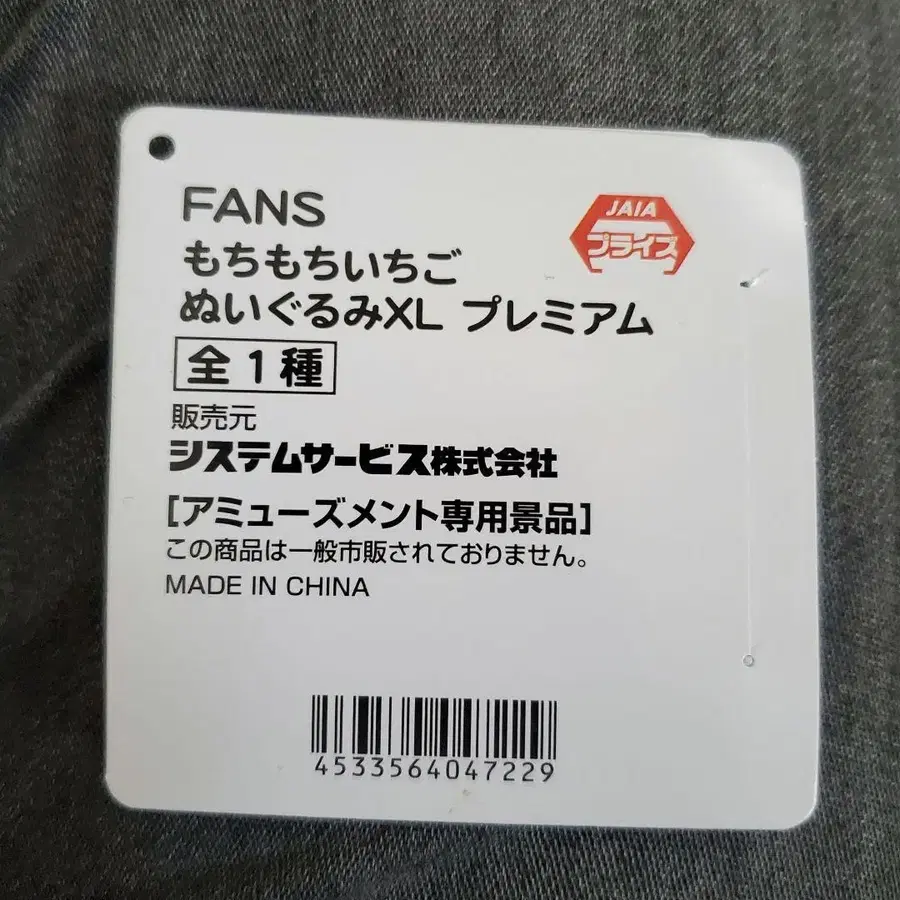 FANS
JAIA
プライズ
もちもちいちご
ぬいぐるみXL プレミアム
全1種
販売元
システムサービス株式会社
[アミューズメント専用景品]
この商品は一般市販されておりません。
MADE IN CHINA
4533564047229